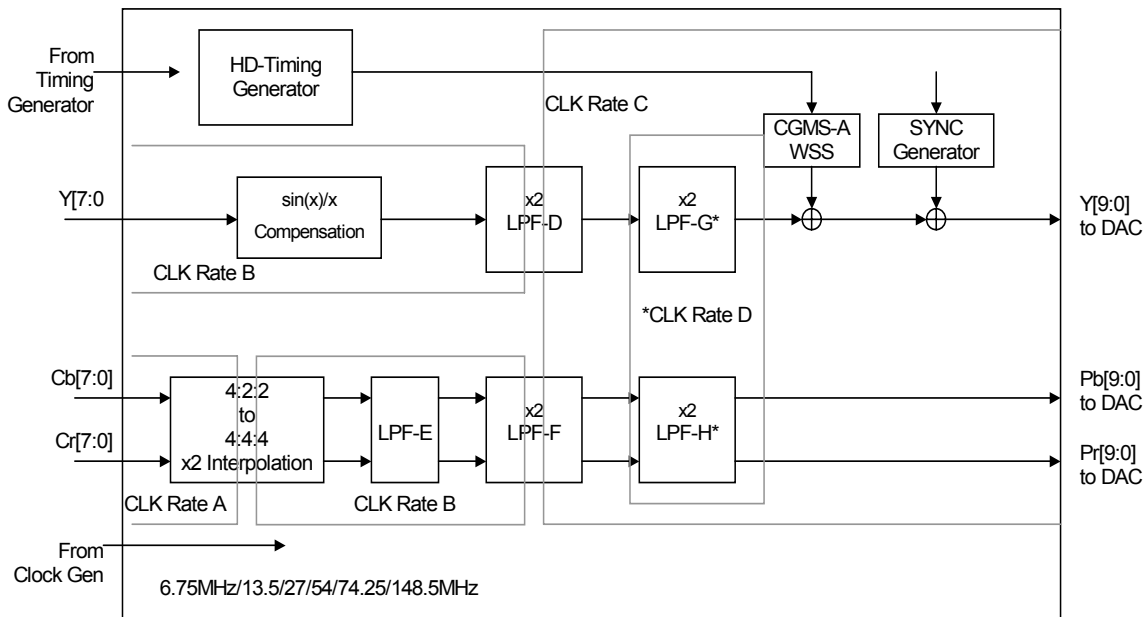 From
Timing
Generator
HD-Timing
Generator
CLK Rate C
CGMS-A
WSS
SYNC
Generator
Y[7:0
sin(x)/x
Compensation
x2
LPF-D
x2
LPF-G*
Y[9:0]
to DAC
CLK Rate B
*CLK Rate D
Cb[7:0]
Cr[7:0]
4:2:2
to
4:4:4
x2 Interpolation
LPF-E
x2
LPF-F
x2
LPF-H*
Pb[9:0]
to DAC
Pr[9:0]
to DAC
CLK Rate A
CLK Rate B
From
Clock Gen
6.75MHz/13.5/27/54/74.25/148.5MHz